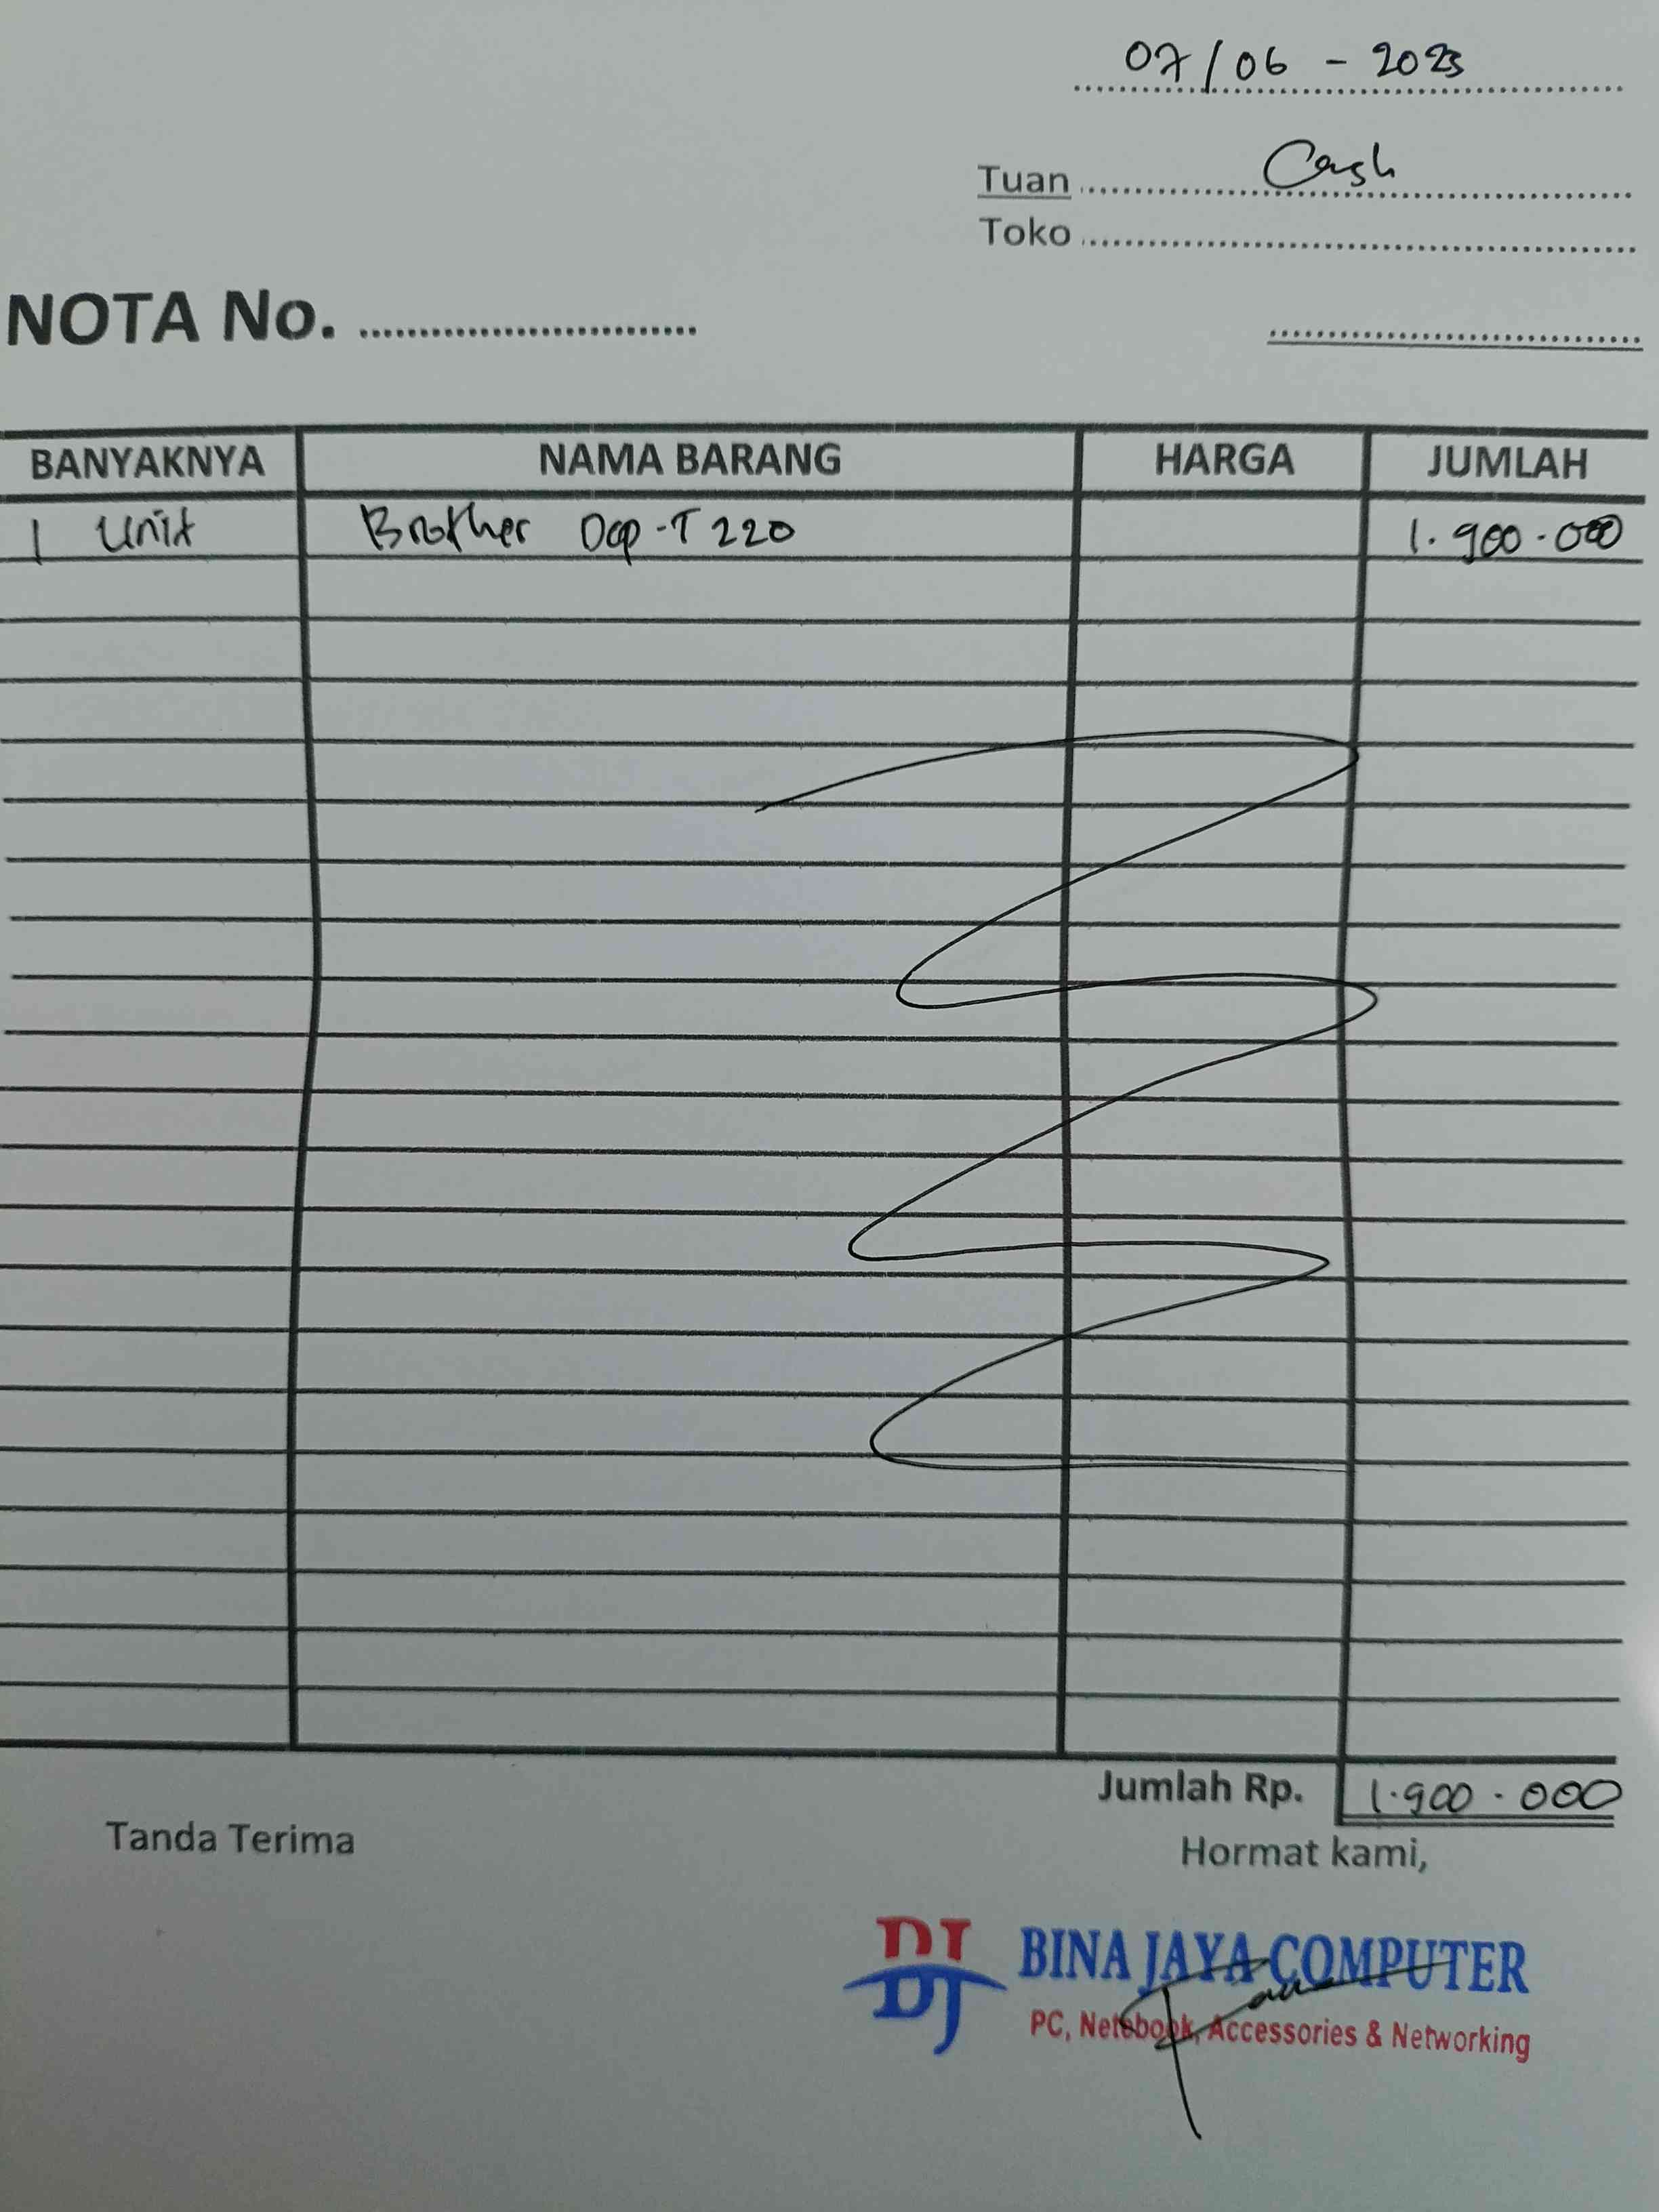 07/06 - 2023
Tuan Cash
Toko
NOTA No.
BANYAKNYA NAMA BARANG HARGA JUMLAH
1 Unit Brother Dcp-T220 1.900.000
Jumlah Rp. 1.900.000
Tanda Terima Hormat kami,
BJ BINA JAYA COMPUTER
PC, Netebook, Accessories & Networking